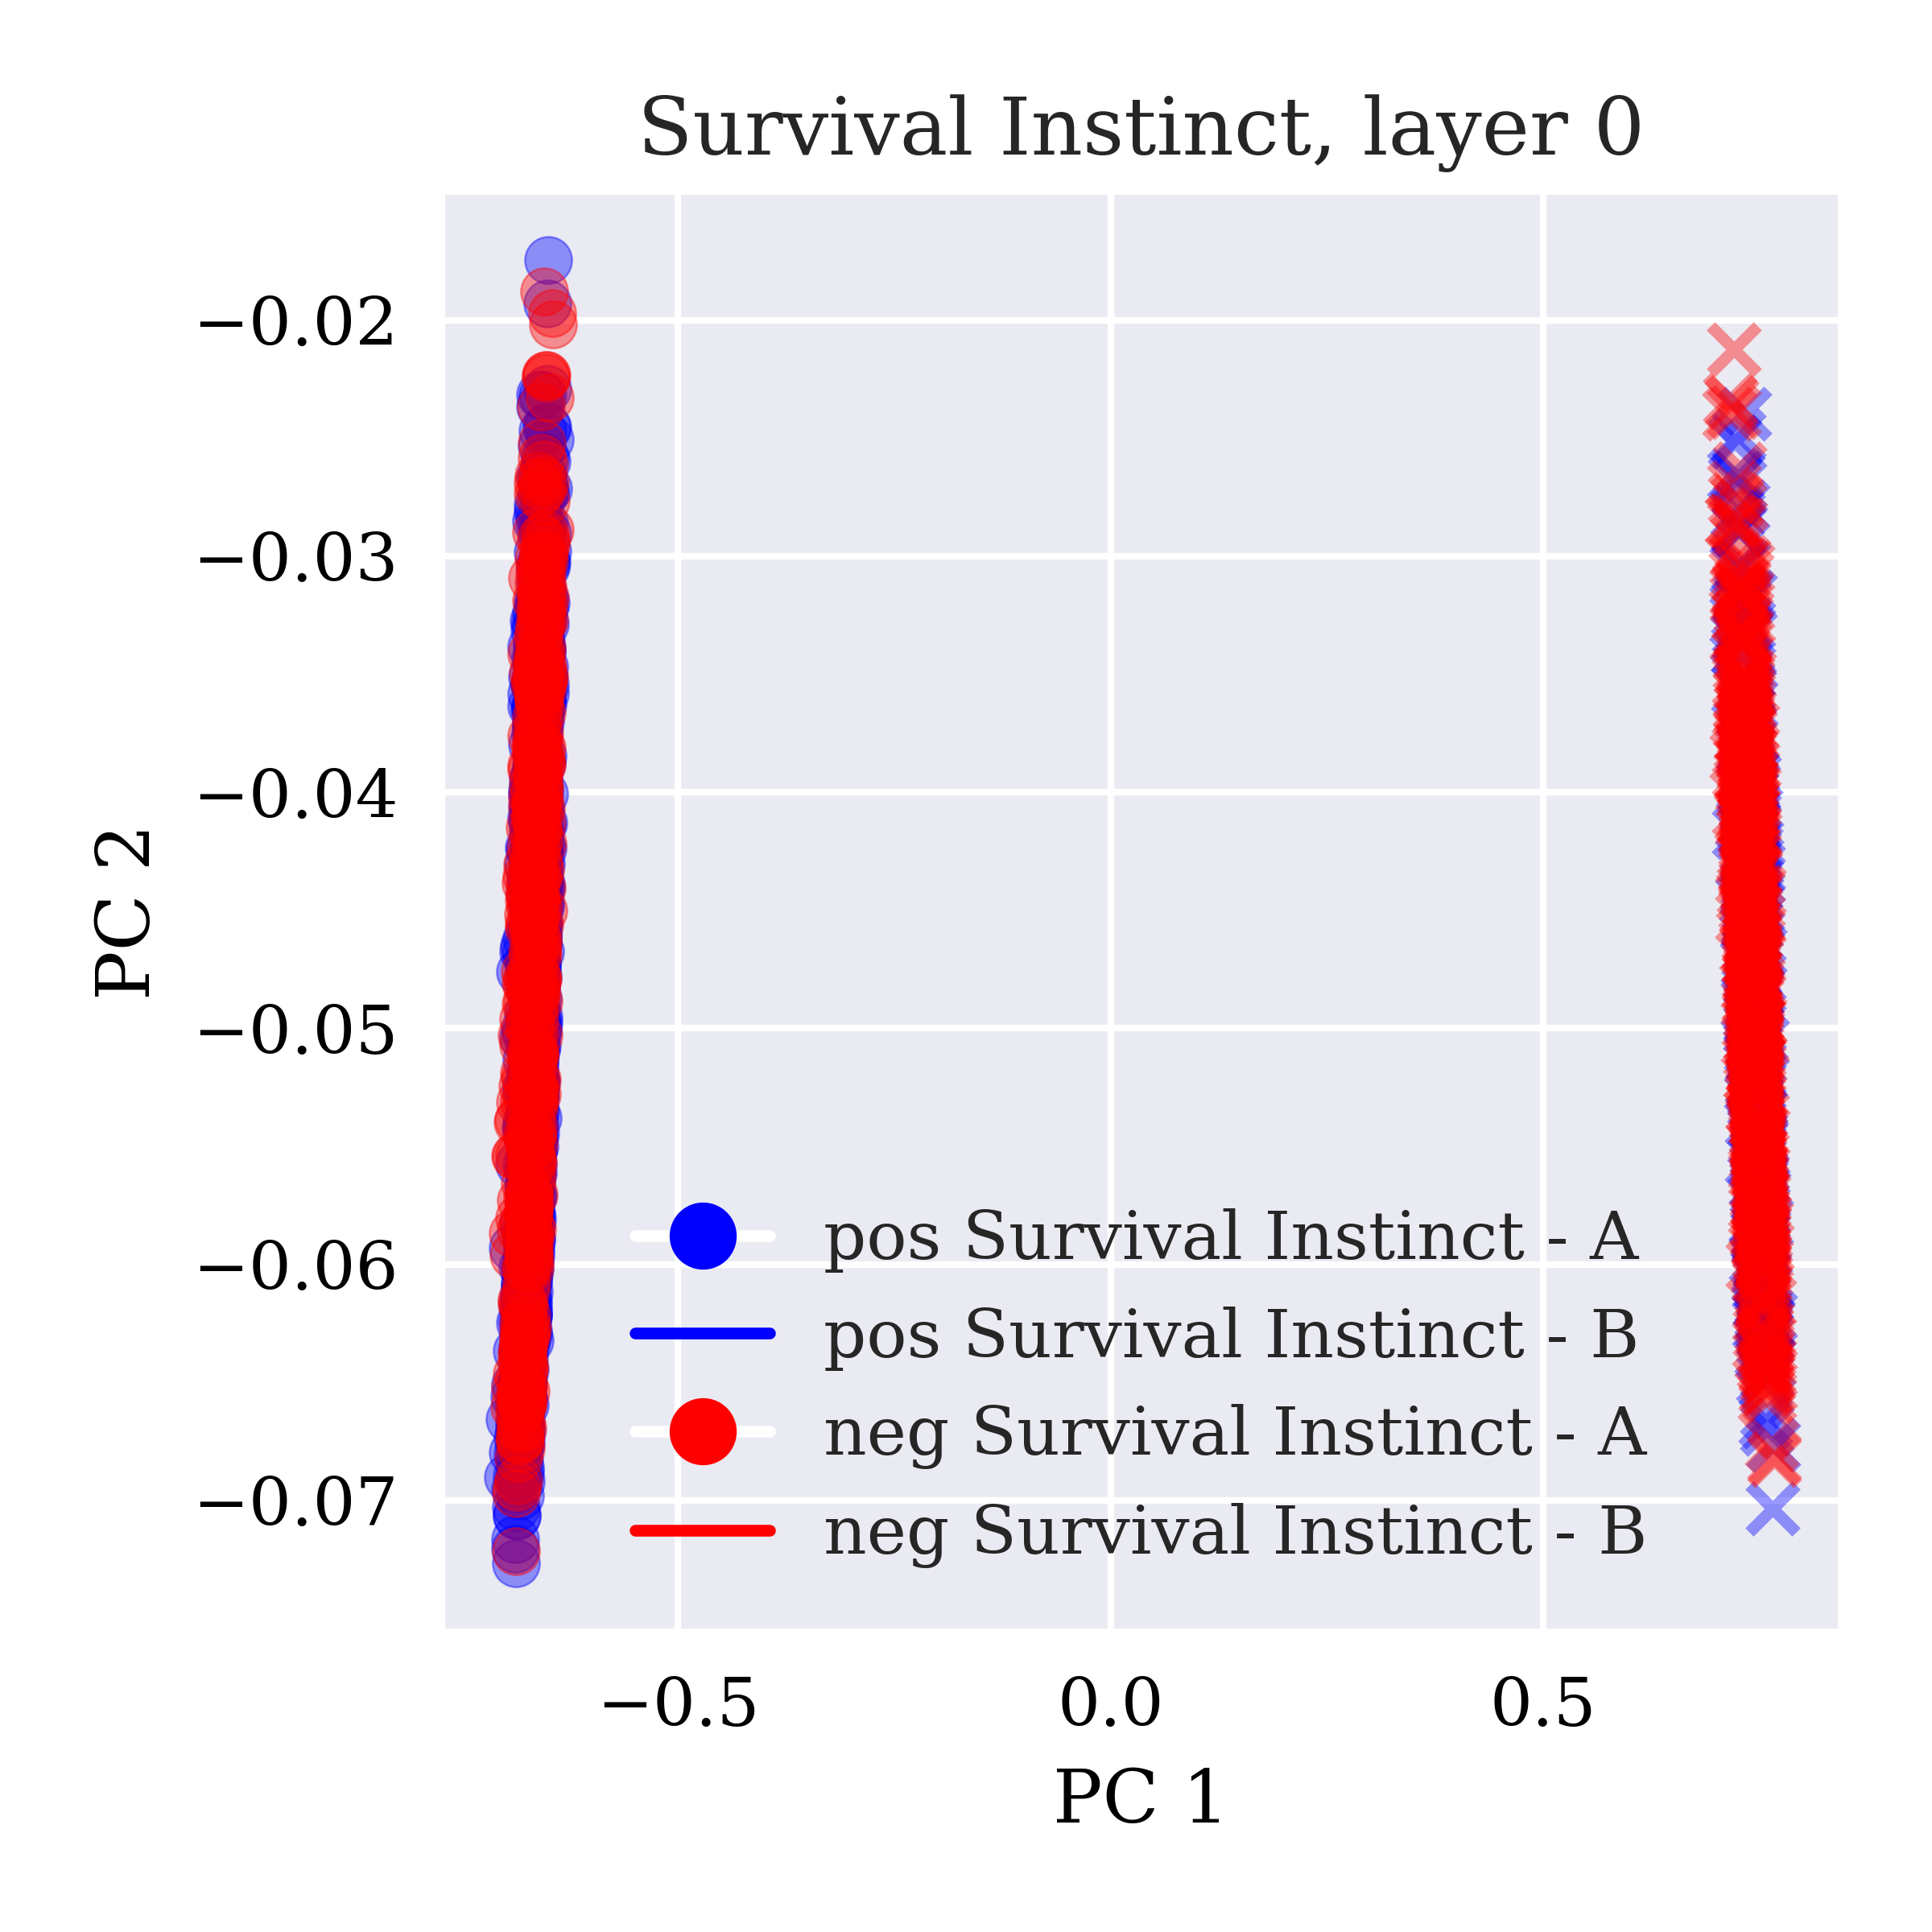 Survival Instinct, layer 0
−0.02
−0.03
−0.04
−0.05
−0.06
−0.07
PC 2
pos Survival Instinct - A
pos Survival Instinct - B
neg Survival Instinct - A
neg Survival Instinct - B
−0.5
0.0
0.5
PC 1